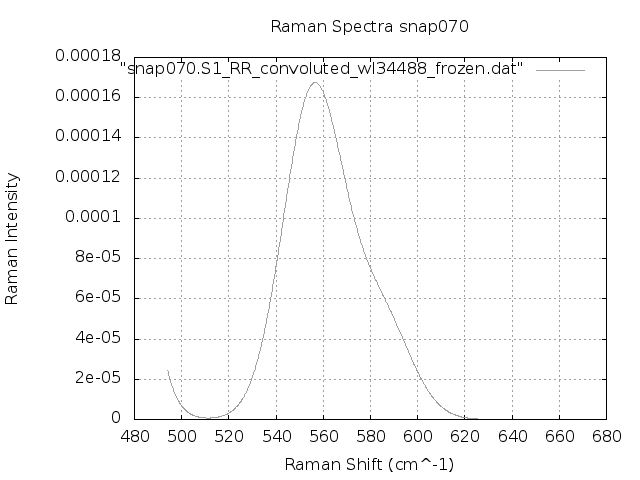 Raman Spectra snap070
"snap070.S1_RR_convoluted_wl34488_frozen.dat"
Raman Intensity
0.00018
0.00016
0.00014
0.00012
0.0001
8e-05
6e-05
4e-05
2e-05
0
480 500 520 540 560 580 600 620 640 660 680
Raman Shift (cm^-1)